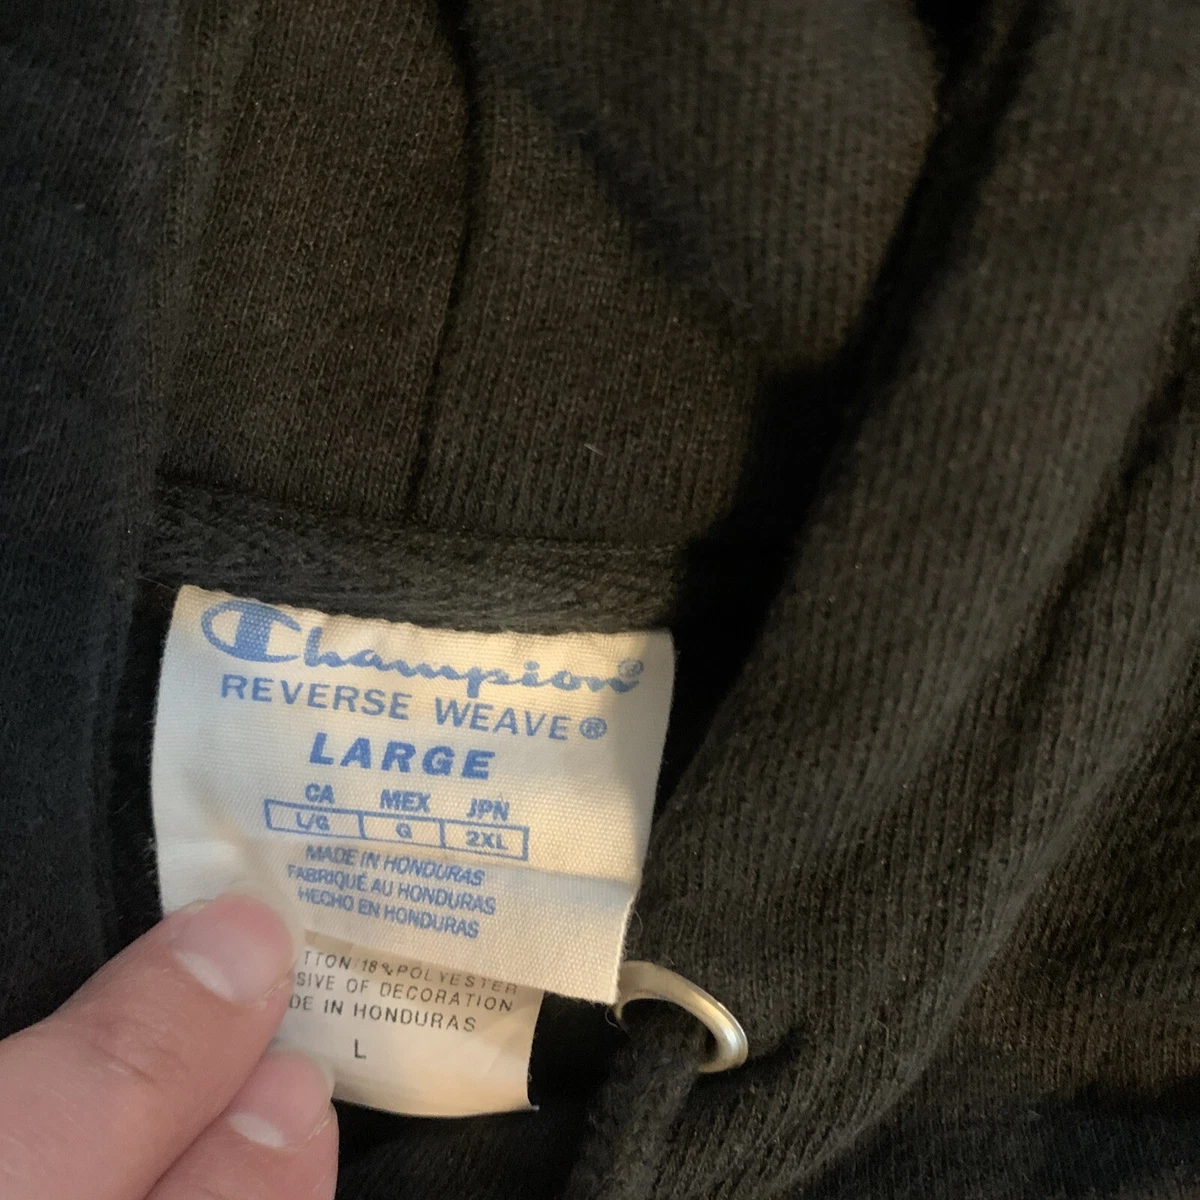 Champion®
REVERSE WEAVE®
LARGE
CA MEX JPN
L/G G 2XL
MADE IN HONDURAS
FABRIQUÉ AU HONDURAS
HECHO EN HONDURAS
TTON 18% POLYESTER
SIVE OF DECORATION
DE IN HONDURAS
L